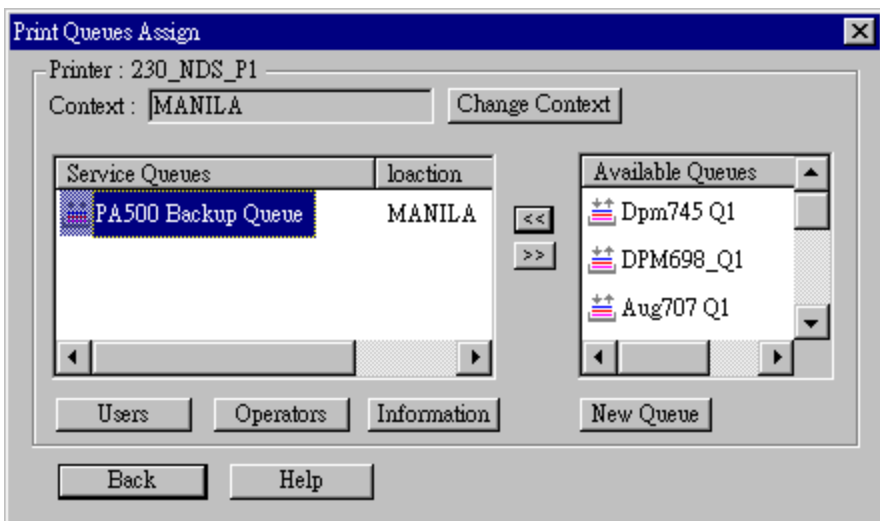 Print Queues Assign
Printer : 230_NDS_P1
Context : MANILA Change Context
Service Queues loaction
PA500 Backup Queue MANILA
<<
>>
Available Queues
Dpm745 Q1
DPM698_Q1
Aug707 Q1
Users Operators Information New Queue
Back Help